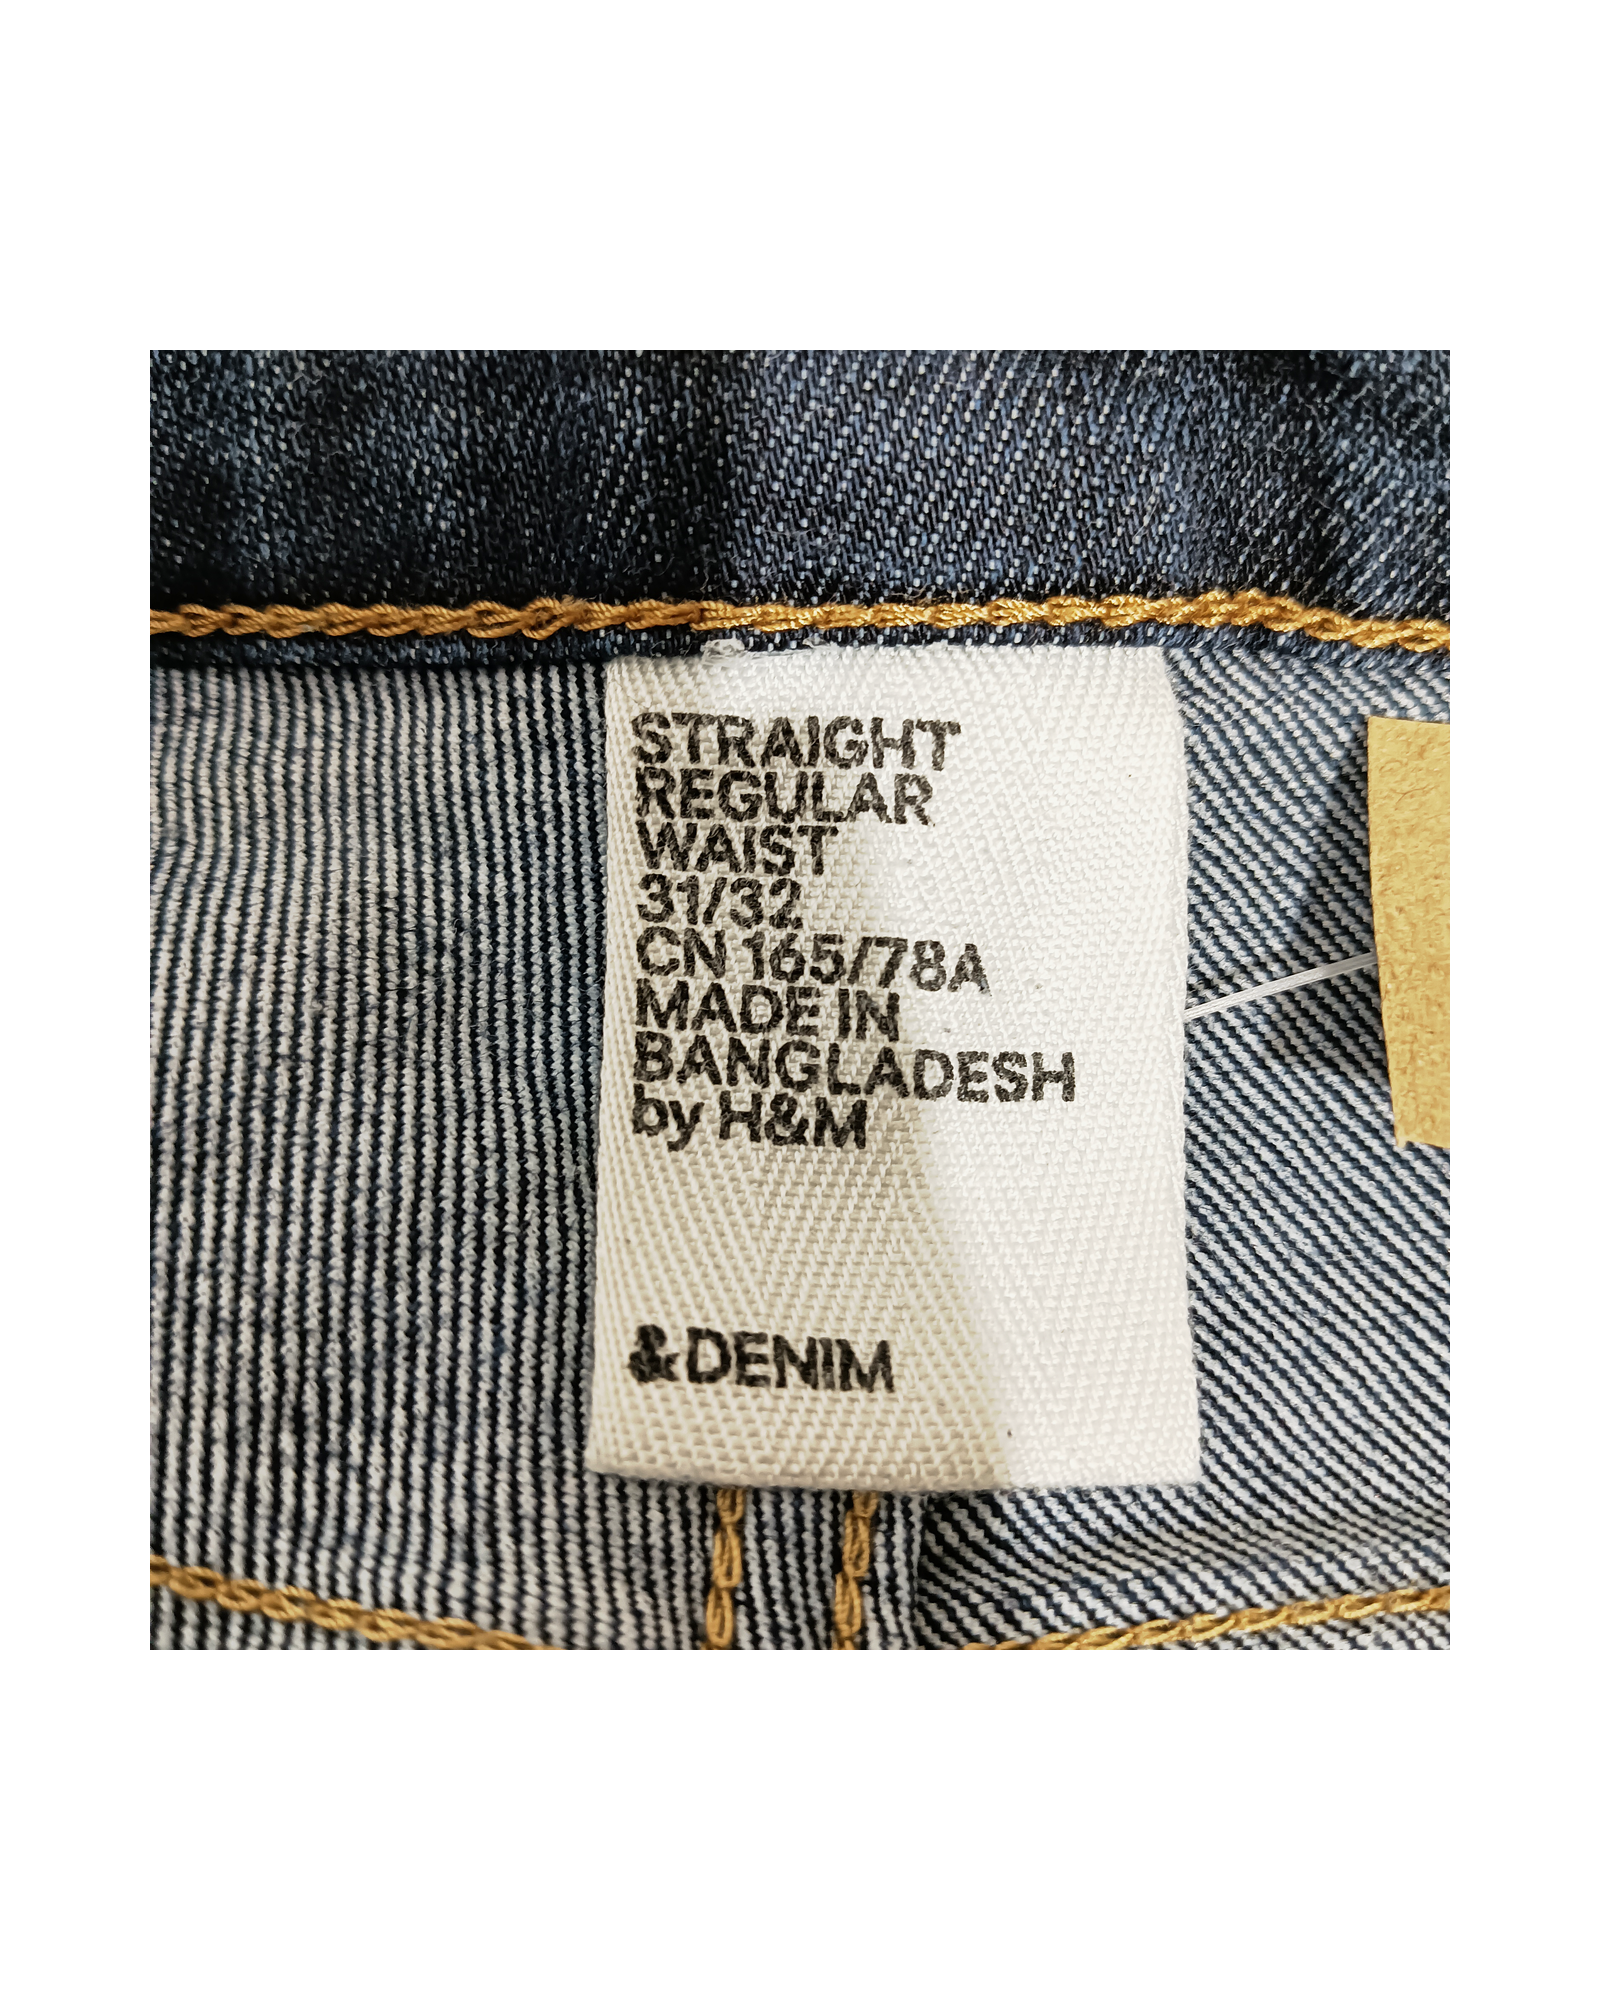 STRAIGHT
REGULAR
WAIST
31/32
CN 165/78A
MADE IN
BANGLADESH
by H&M
&DENIM